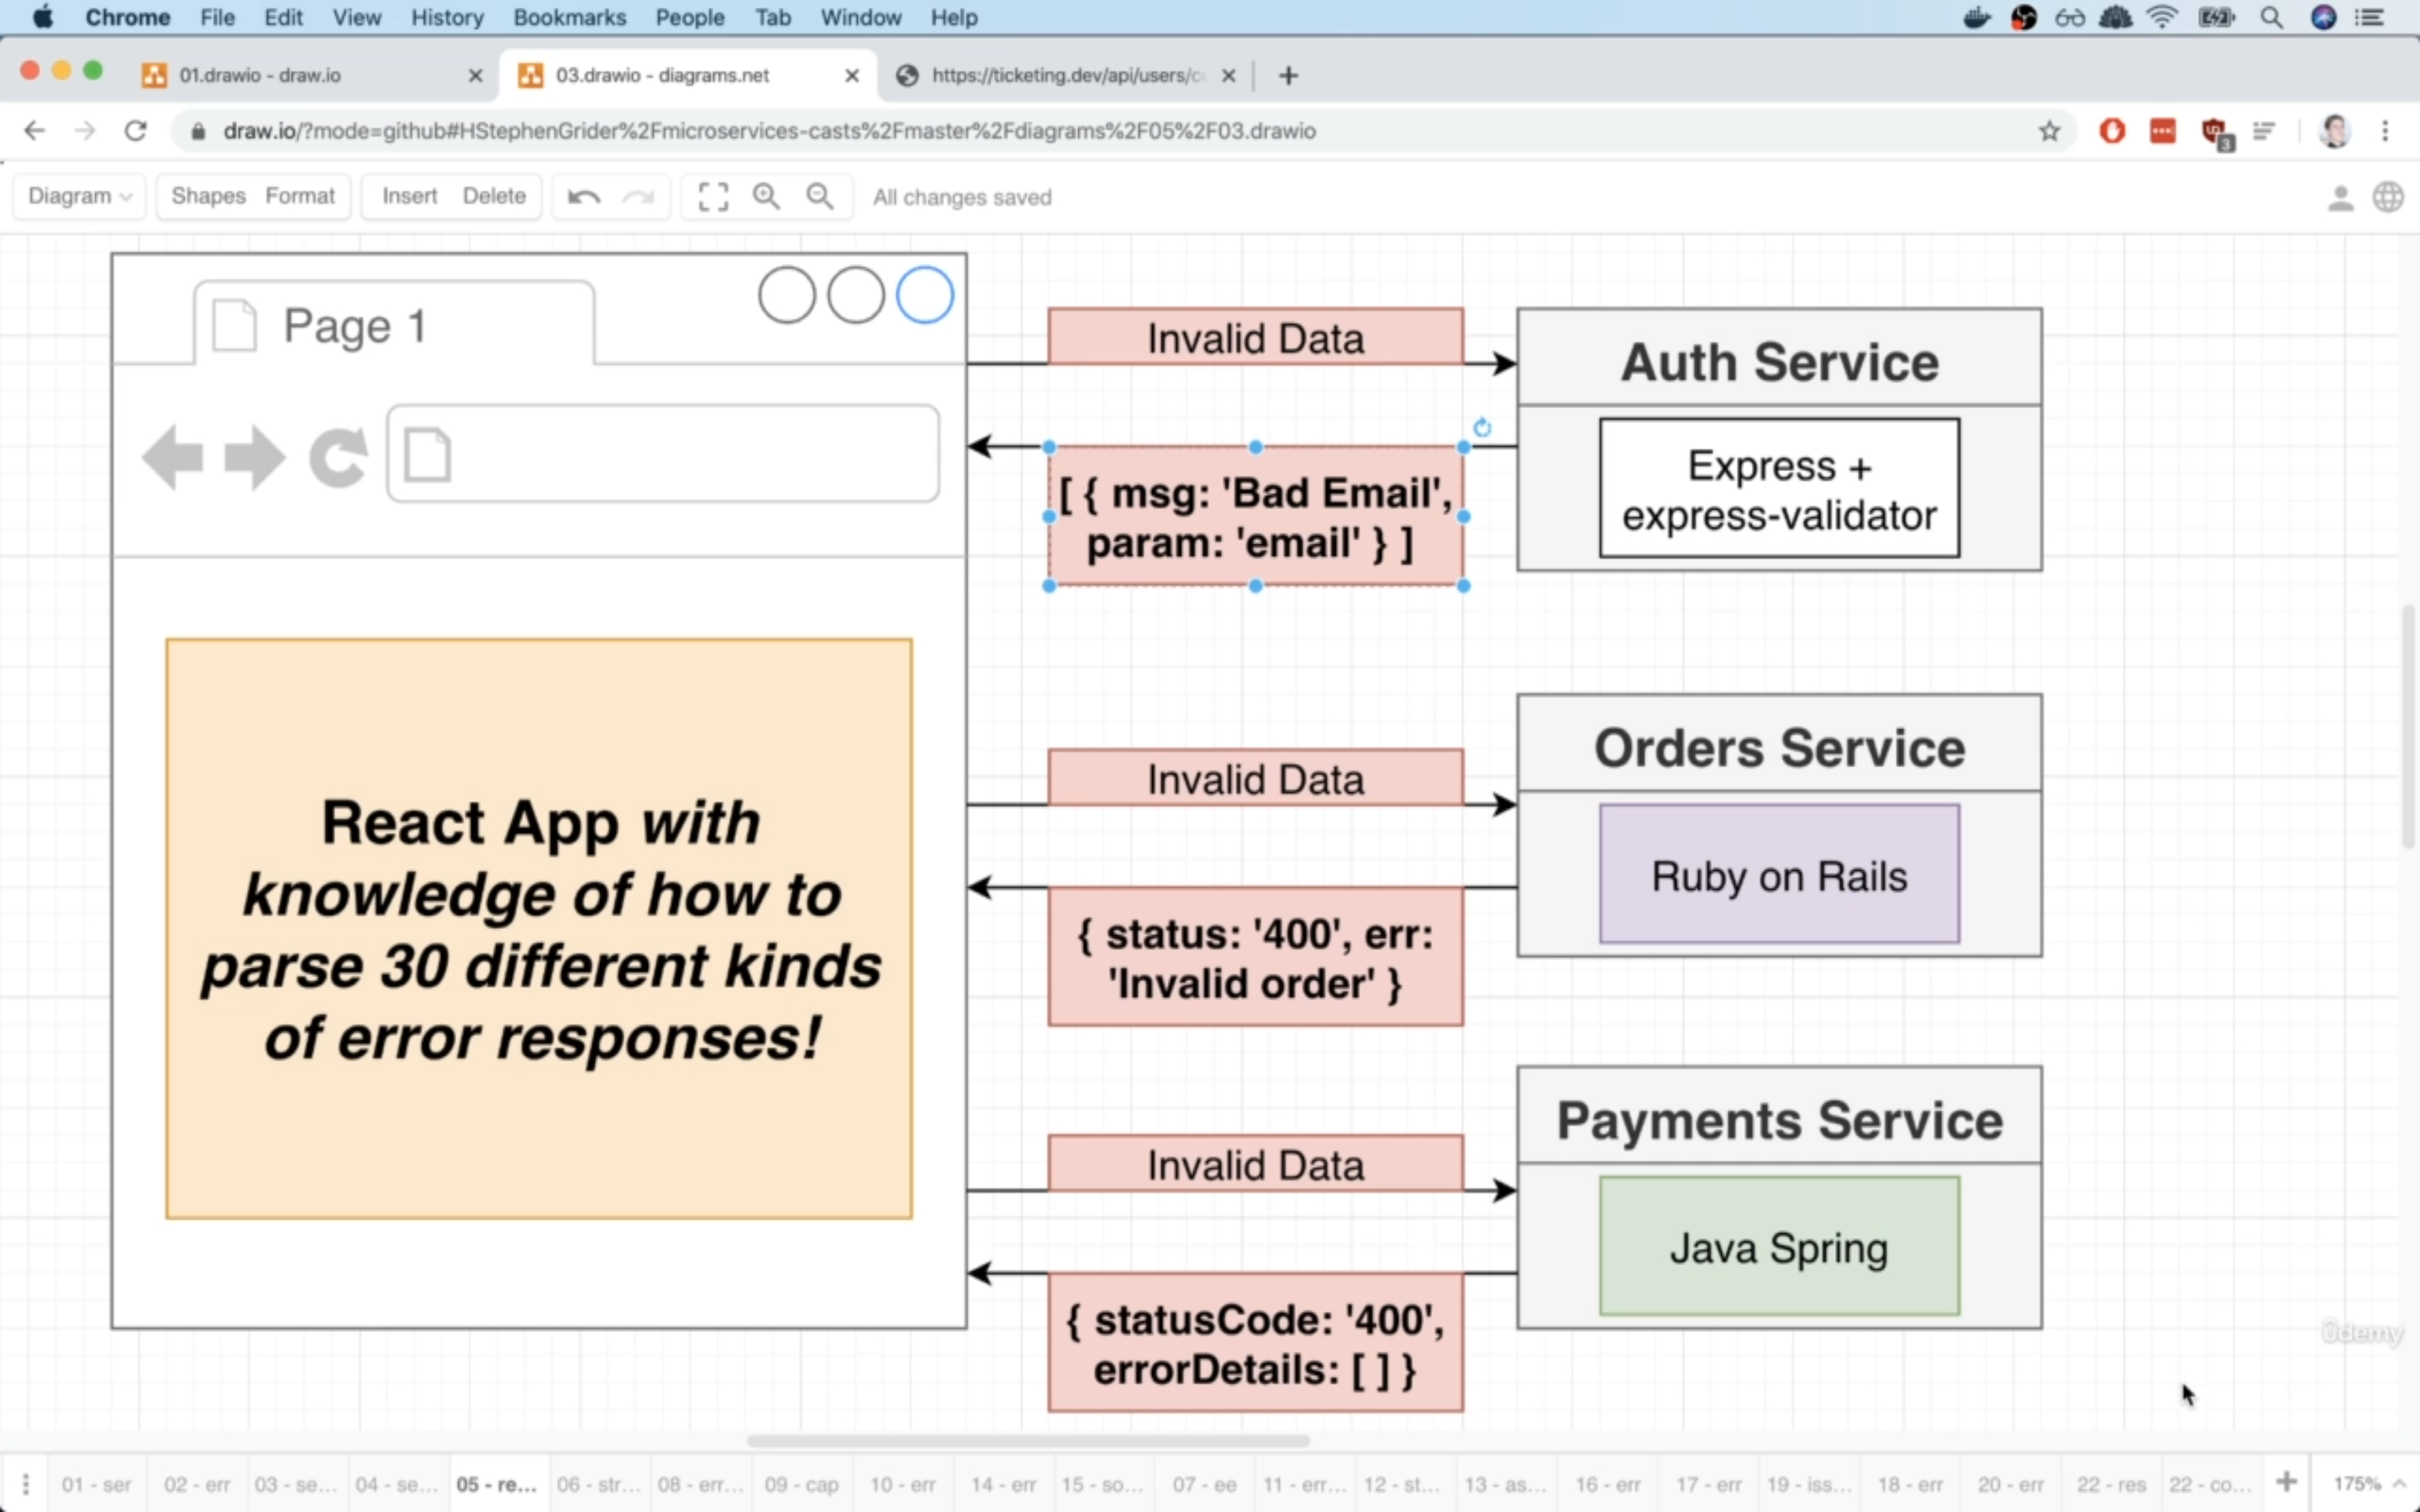 Chrome File Edit View History Bookmarks People Tab Window Help
01.drawio - draw.io
03.drawio - diagrams.net
https://ticketing.dev/api/users/cu
draw.io/?mode=github#HStephenGrider%2Fmicroservices-casts%2Fmaster%2Fdiagrams%2F05%2F03.drawio
3
Diagram Shapes Format Insert Delete All changes saved
Page 1
Invalid Data
Auth Service
[ { msg: 'Bad Email',
param: 'email' } ]
Express +
express-validator
React App with
knowledge of how to
parse 30 different kinds
of error responses!
Invalid Data
Orders Service
Ruby on Rails
{ status: '400', err:
'Invalid order' }
Invalid Data
Payments Service
Java Spring
{ statusCode: '400',
errorDetails: [ ] }
ûdemy
01 - ser 02 - err 03 - se... 04 - se... 05 - re... 06 - str... 08 - err... 09 - cap 10 - err 14 - err 15 - so... 07 - ee 11 - err... 12 - st... 13 - as... 16 - err 17 - err 19 - iss... 18 - err 20 - err 22 - res 22 - co... 175%